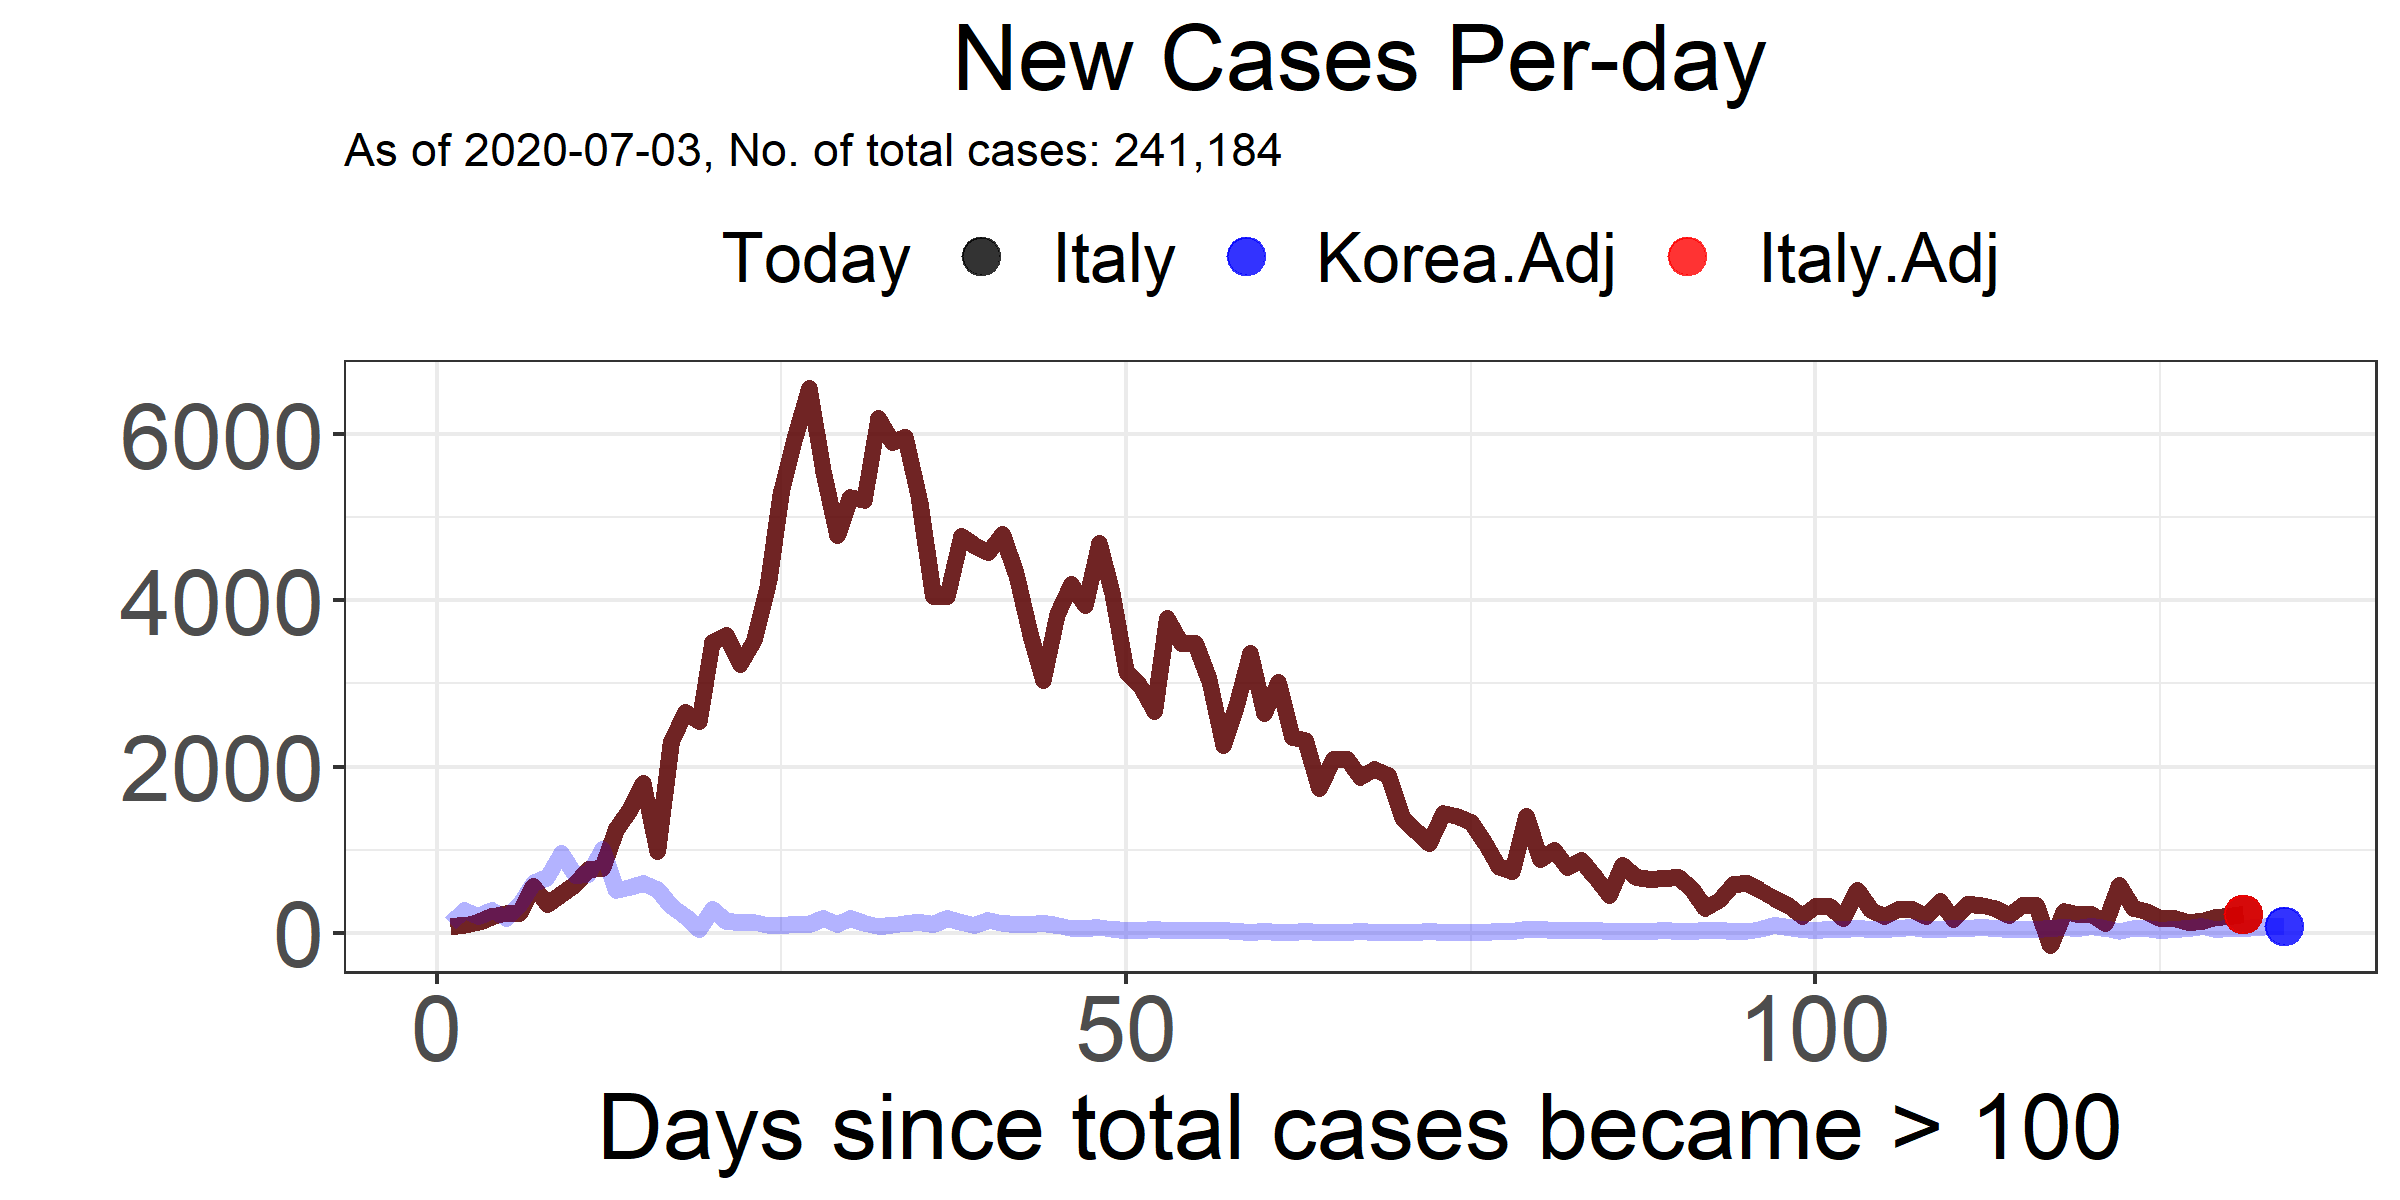 New Cases Per-day
As of 2020-07-03, No. of total cases: 241,184
Today Italy Korea.Adj Italy.Adj
6000
4000
2000
0
0 50 100
Days since total cases became > 100